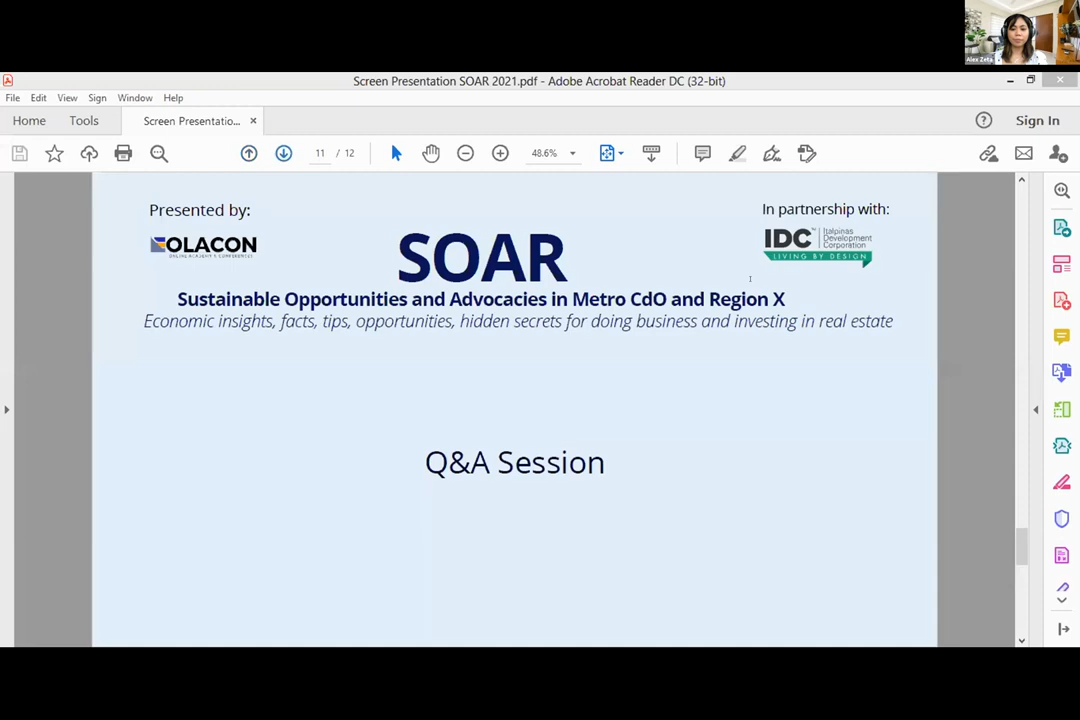 Alex Zeta
Screen Presentation SOAR 2021.pdf - Adobe Acrobat Reader DC (32-bit)
File Edit View Sign Window Help
Home Tools Screen Presentatio... ×
Sign In
11 / 12 48.6%
Presented by:
In partnership with:
OLACON
ONLINE ACADEMY & CONFERENCES
IDC Italpinas Development Corporation
LIVING BY DESIGN
SOAR
Sustainable Opportunities and Advocacies in Metro CdO and Region X
Economic insights, facts, tips, opportunities, hidden secrets for doing business and investing in real estate
Q&A Session